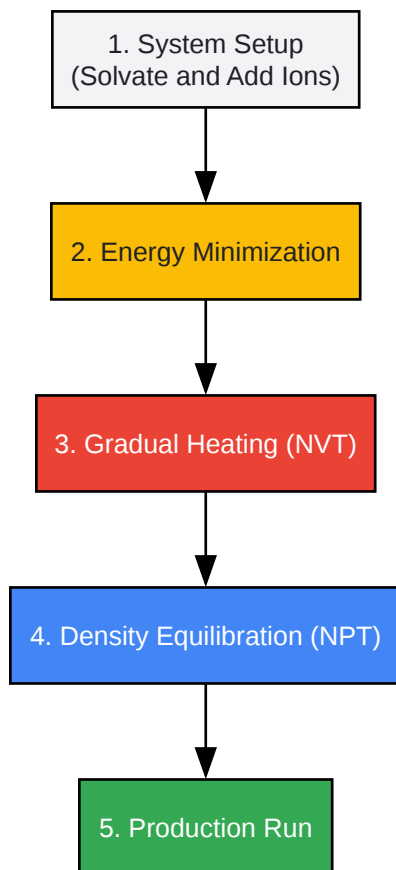 1. System Setup
(Solvate and Add Ions)
2. Energy Minimization
3. Gradual Heating (NVT)
4. Density Equilibration (NPT)
5. Production Run